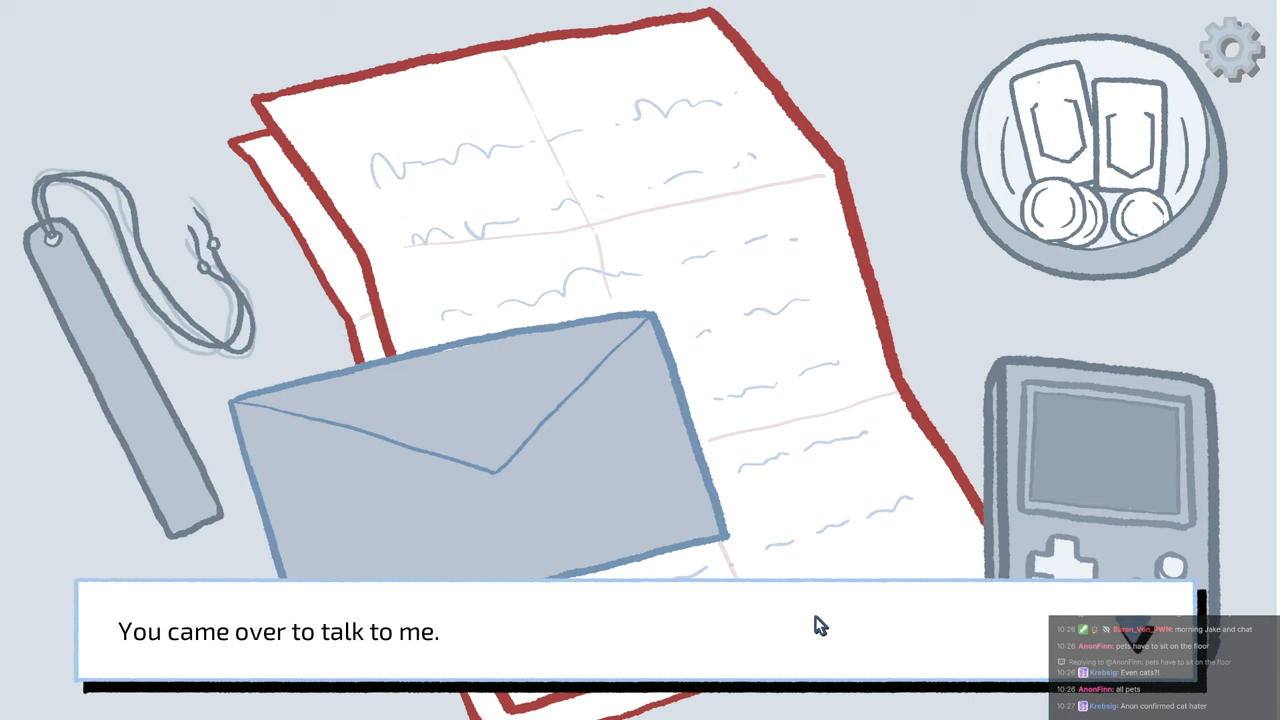 You came over to talk to me.
10:26 Baron_Von_PWN: morning Jake and chat
10:26 AnonFinn: pets have to sit on the floor
Replying to @AnonFinn: pets have to sit on the floor
10:26 Krebsig: Even cats?!
10:26 AnonFinn: all pets
10:27 Krebsig: Anon confirmed cat hater